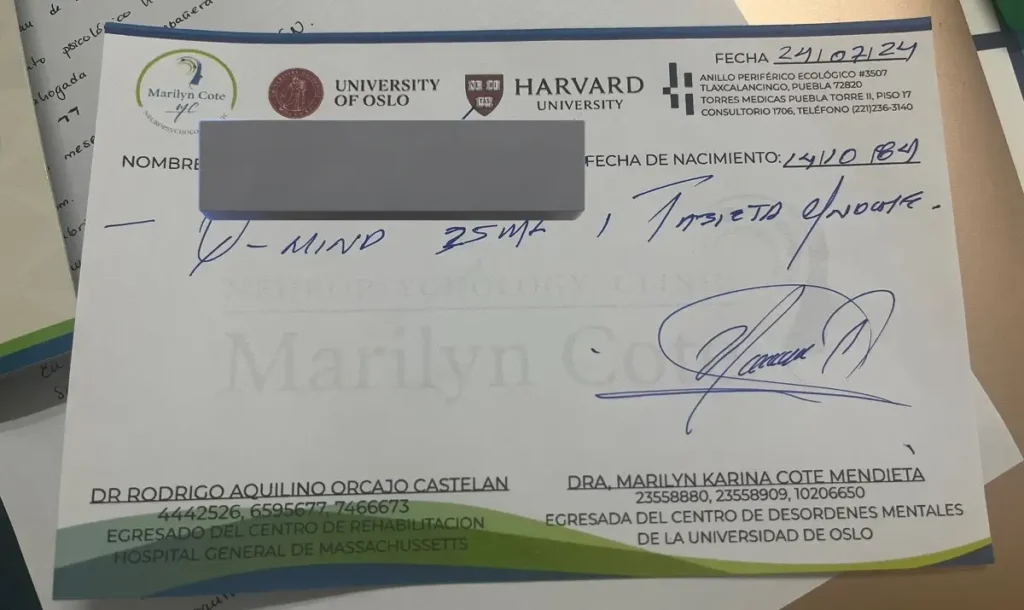 Marilyn Cote
UNIVERSITY
OF OSLO
HARVARD
UNIVERSITY
FECHA 24/07/24
ANILLO PERIFÉRICO ECOLÓGICO #3507
TLAXCALANCINGO, PUEBLA 72820
TORRES MEDICAS PUEBLA TORRE II, PISO 17
CONSULTORIO 1706, TELÉFONO (221)236-3140
NOMBRE
FECHA DE NACIMIENTO: 14/10/84
- Q-MIND 25MG 1 TABLETA C/NOCHE.
NEUROPSYCHOLOGY CLINIC
Marilyn Cote
DR RODRIGO AQUILINO ORCAJO CASTELAN
4442526, 6595677, 7466673
EGRESADO DEL CENTRO DE REHABILITACION
HOSPITAL GENERAL DE MASSACHUSSETTS
DRA, MARILYN KARINA COTE MENDIETA
23558880, 23558909, 10206650
EGRESADA DEL CENTRO DE DESORDENES MENTALES
DE LA UNIVERSIDAD DE OSLO